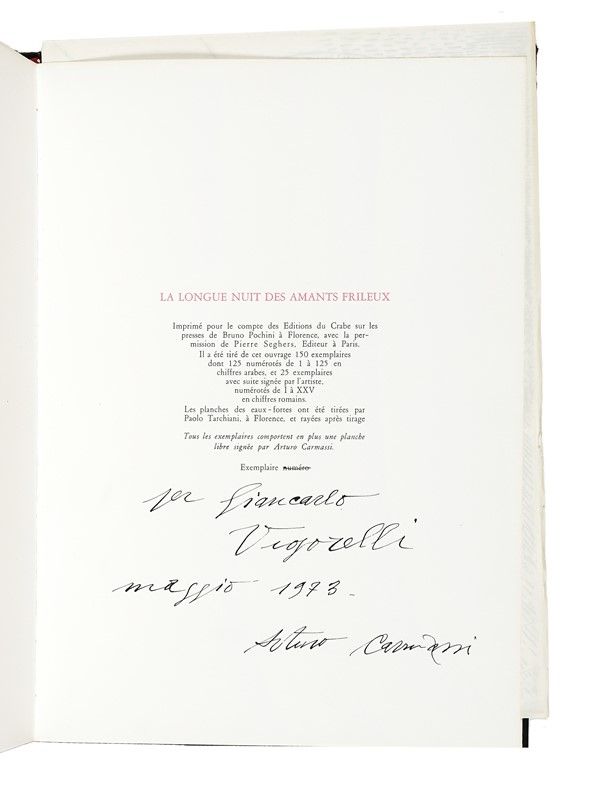 LA LONGUE NUIT DES AMANTS FRILEUX
Imprimé pour le compte des Editions du Crabe sur les
presses de Bruno Pochini à Florence, avec la per-
mission de Pierre Seghers, Editeur à Paris.
Il a été tiré de cet ouvrage 150 exemplaires
dont 125 numérotés de 1 à 125 en
chiffres arabes, et 25 exemplaires
avec suite signée par l'artiste,
numérotés de I à XXV
en chiffres romains.
Les planches des eaux-fortes ont été tirées par
Paolo Tarchiani, à Florence, et rayées après tirage
Tous les exemplaires comportent en plus une planche
libre signée par Arturo Carmassi.
Exemplaire numéro
per Giancarlo
Vigorelli
maggio 1973.
Arturo Carmassi